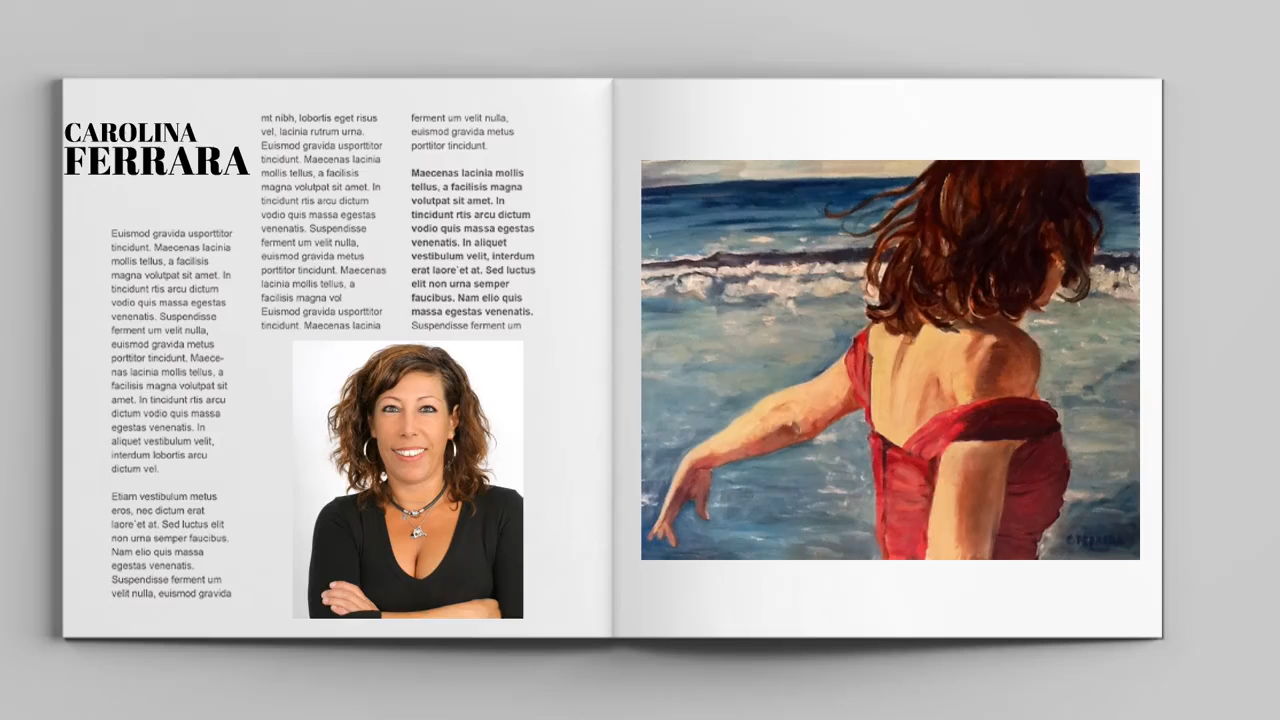 CAROLINA
FERRARA
Euismod gravida usporttitor
tincidunt. Maecenas lacinia
mollis tellus, a facilisis
magna volutpat sit amet. In
tincidunt rtis arcu dictum
vodio quis massa egestas
venenatis. Suspendisse
ferment um velit nulla,
euismod gravida metus
porttitor tincidunt. Maece-
nas lacinia mollis tellus, a
facilisis magna volutpat sit
amet. In tincidunt rtis arcu
dictum vodio quis massa
egestas venenatis. In
aliquet vestibulum velit,
interdum lobortis arcu
dictum vel.
Etiam vestibulum metus
eros, nec dictum erat
laore`et at. Sed luctus elit
non urna semper faucibus.
Nam elio quis massa
egestas venenatis.
Suspendisse ferment um
velit nulla, euismod gravida
mt nibh, lobortis eget risus
vel, lacinia rutrum urna.
Euismod gravida usporttitor
tincidunt. Maecenas lacinia
mollis tellus, a facilisis
magna volutpat sit amet. In
tincidunt rtis arcu dictum
vodio quis massa egestas
venenatis. Suspendisse
ferment um velit nulla,
euismod gravida metus
porttitor tincidunt. Maecenas
lacinia mollis tellus, a
facilisis magna vol
Euismod gravida usporttitor
tincidunt. Maecenas lacinia
ferment um velit nulla,
euismod gravida metus
porttitor tincidunt.
Maecenas lacinia mollis
tellus, a facilisis magna
volutpat sit amet. In
tincidunt rtis arcu dictum
vodio quis massa egestas
venenatis. In aliquet
vestibulum velit, interdum
erat laore`et at. Sed luctus
elit non urna semper
faucibus. Nam elio quis
massa egestas venenatis.
Suspendisse ferment um
C FERRARA